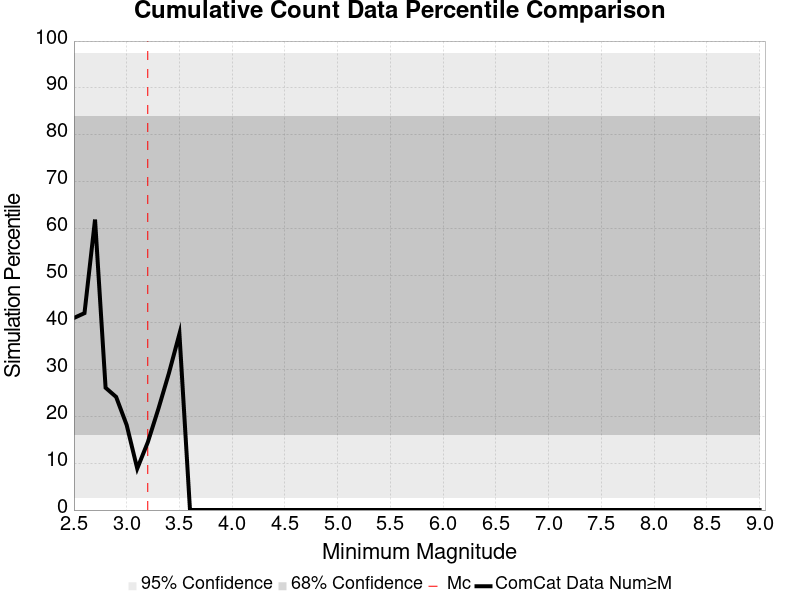 Cumulative Count Data Percentile Comparison
100
90
80
70
60
50
40
30
20
10
0
Simulation Percentile
2.5 3.0 3.5 4.0 4.5 5.0 5.5 6.0 6.5 7.0 7.5 8.0 8.5 9.0
Minimum Magnitude
95% Confidence 68% Confidence Mc ComCat Data Num≥M